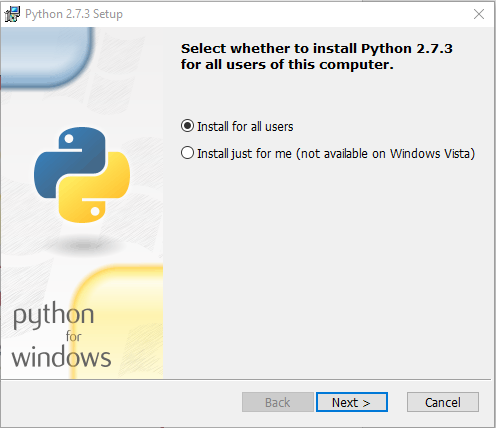 Python 2.7.3 Setup
Select whether to install Python 2.7.3
for all users of this computer.
Install for all users
Install just for me (not available on Windows Vista)
python
for
windows
Back
Next >
Cancel